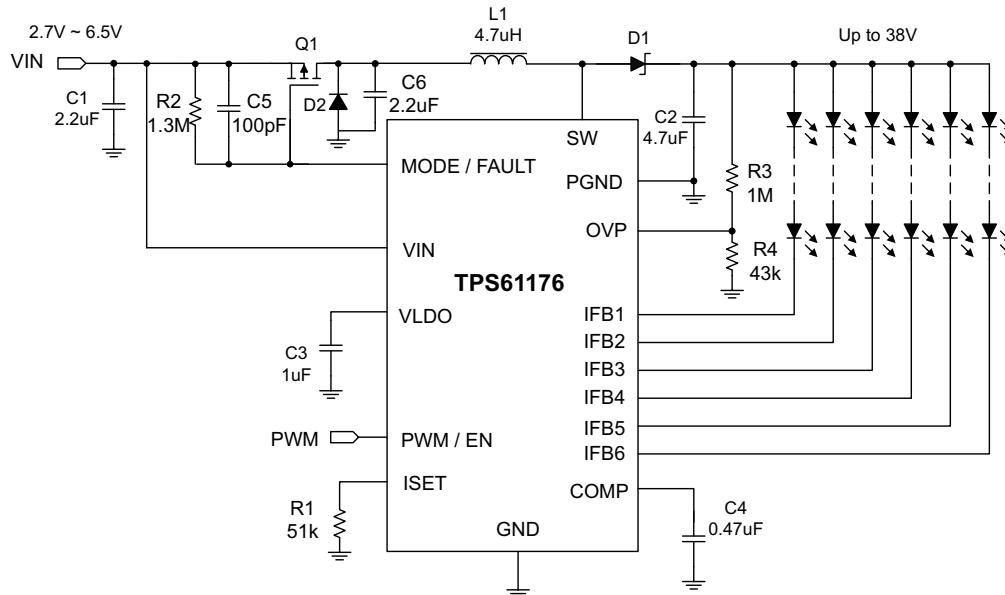 2.7V ~ 6.5V
VIN
C1
2.2uF
R2
1.3M
C5
100pF
Q1
D2
C6
2.2uF
L1
4.7uH
D1
Up to 38V
C2
4.7uF
R3
1M
R4
43k
SW
MODE / FAULT
PGND
VIN
OVP
TPS61176
VLDO
IFB1
IFB2
IFB3
IFB4
IFB5
IFB6
C3
1uF
PWM
PWM / EN
ISET
COMP
R1
51k
GND
C4
0.47uF